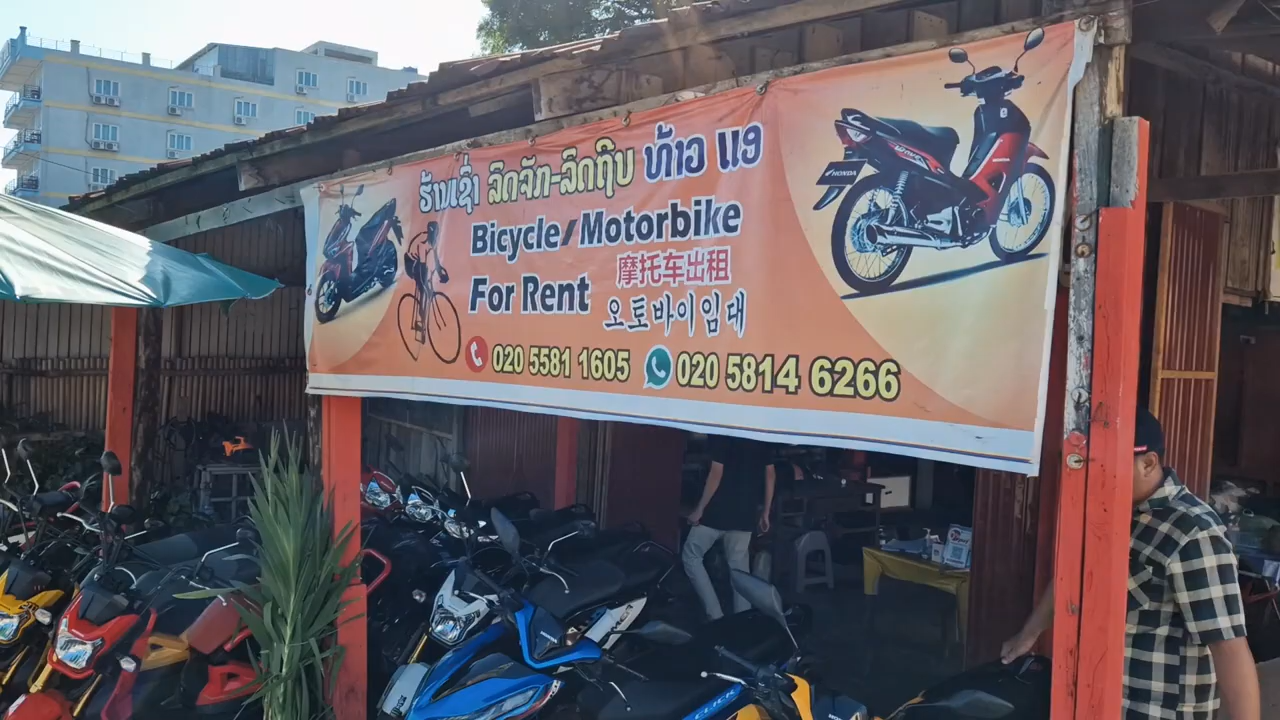 ຮ້ານເຊົ່າ ລົດຈັກ-ລົດຖີບ ທ້າວ ແອ
Bicycle/Motorbike
For Rent
摩托车出租
오토바이임대
020 5581 1605
020 5814 6266
HONDA